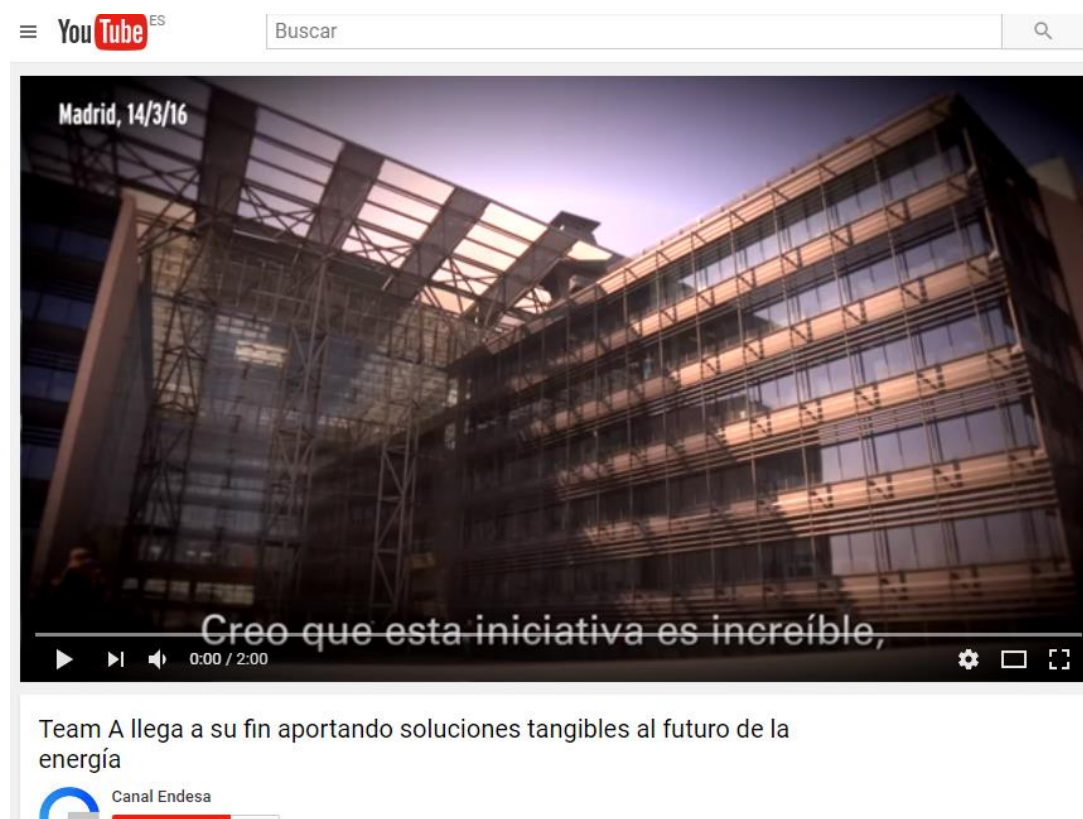 YouTube ES
Buscar
Madrid, 14/3/16
Creo que esta iniciativa es increíble,
0:00 / 2:00
Team A llega a su fin aportando soluciones tangibles al futuro de la
energía
Canal Endesa